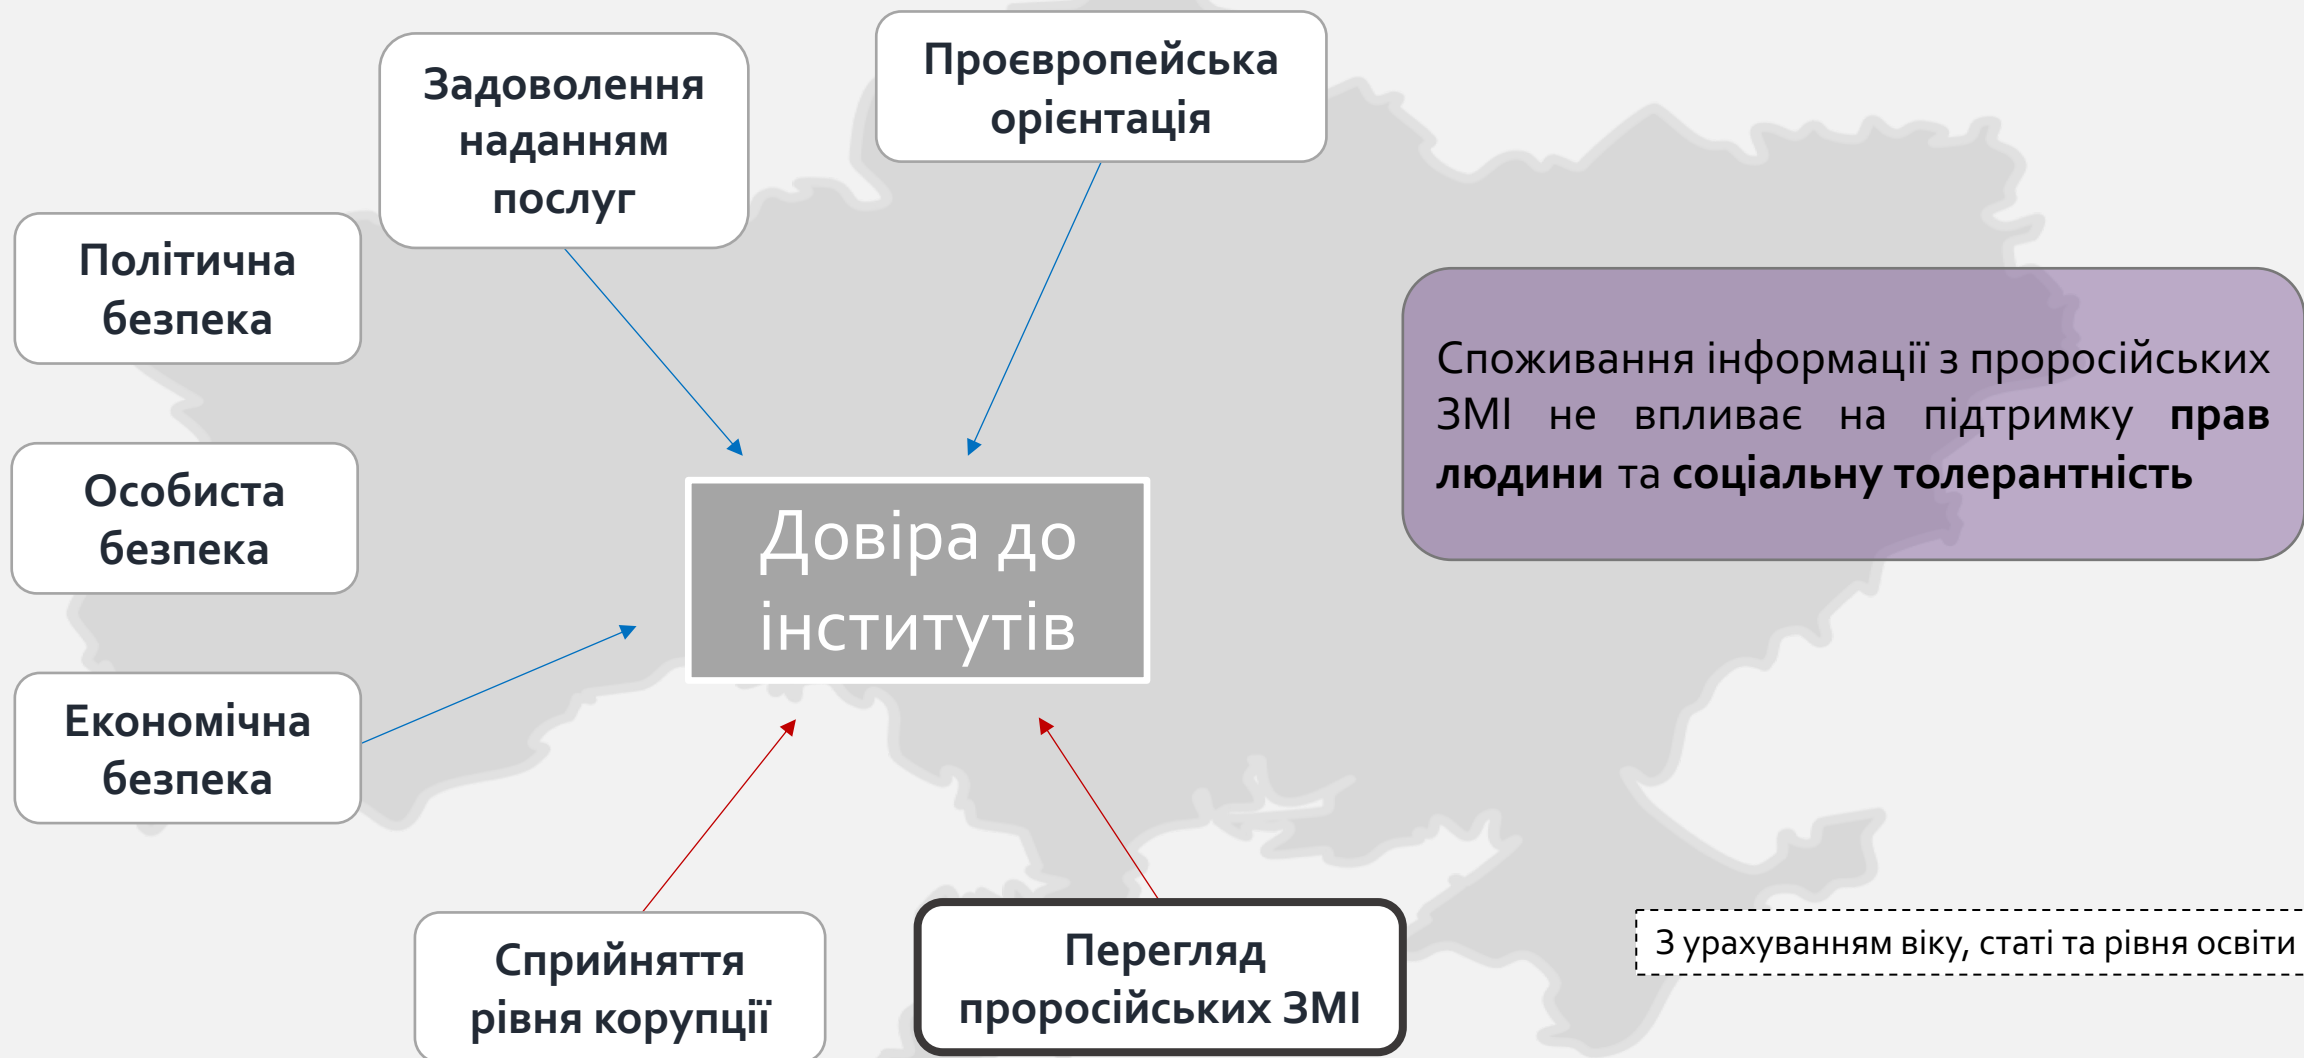 Задоволення
наданням
послуг
Проєвропейська
орієнтація
Політична
безпека
Особиста
безпека
Економічна
безпека
Довіра до
інститутів
Споживання інформації з проросійських
ЗМІ не впливає на підтримку прав
людини та соціальну толерантність
Сприйняття
рівня корупції
Перегляд
проросійських ЗМІ
З урахуванням віку, статі та рівня освіти